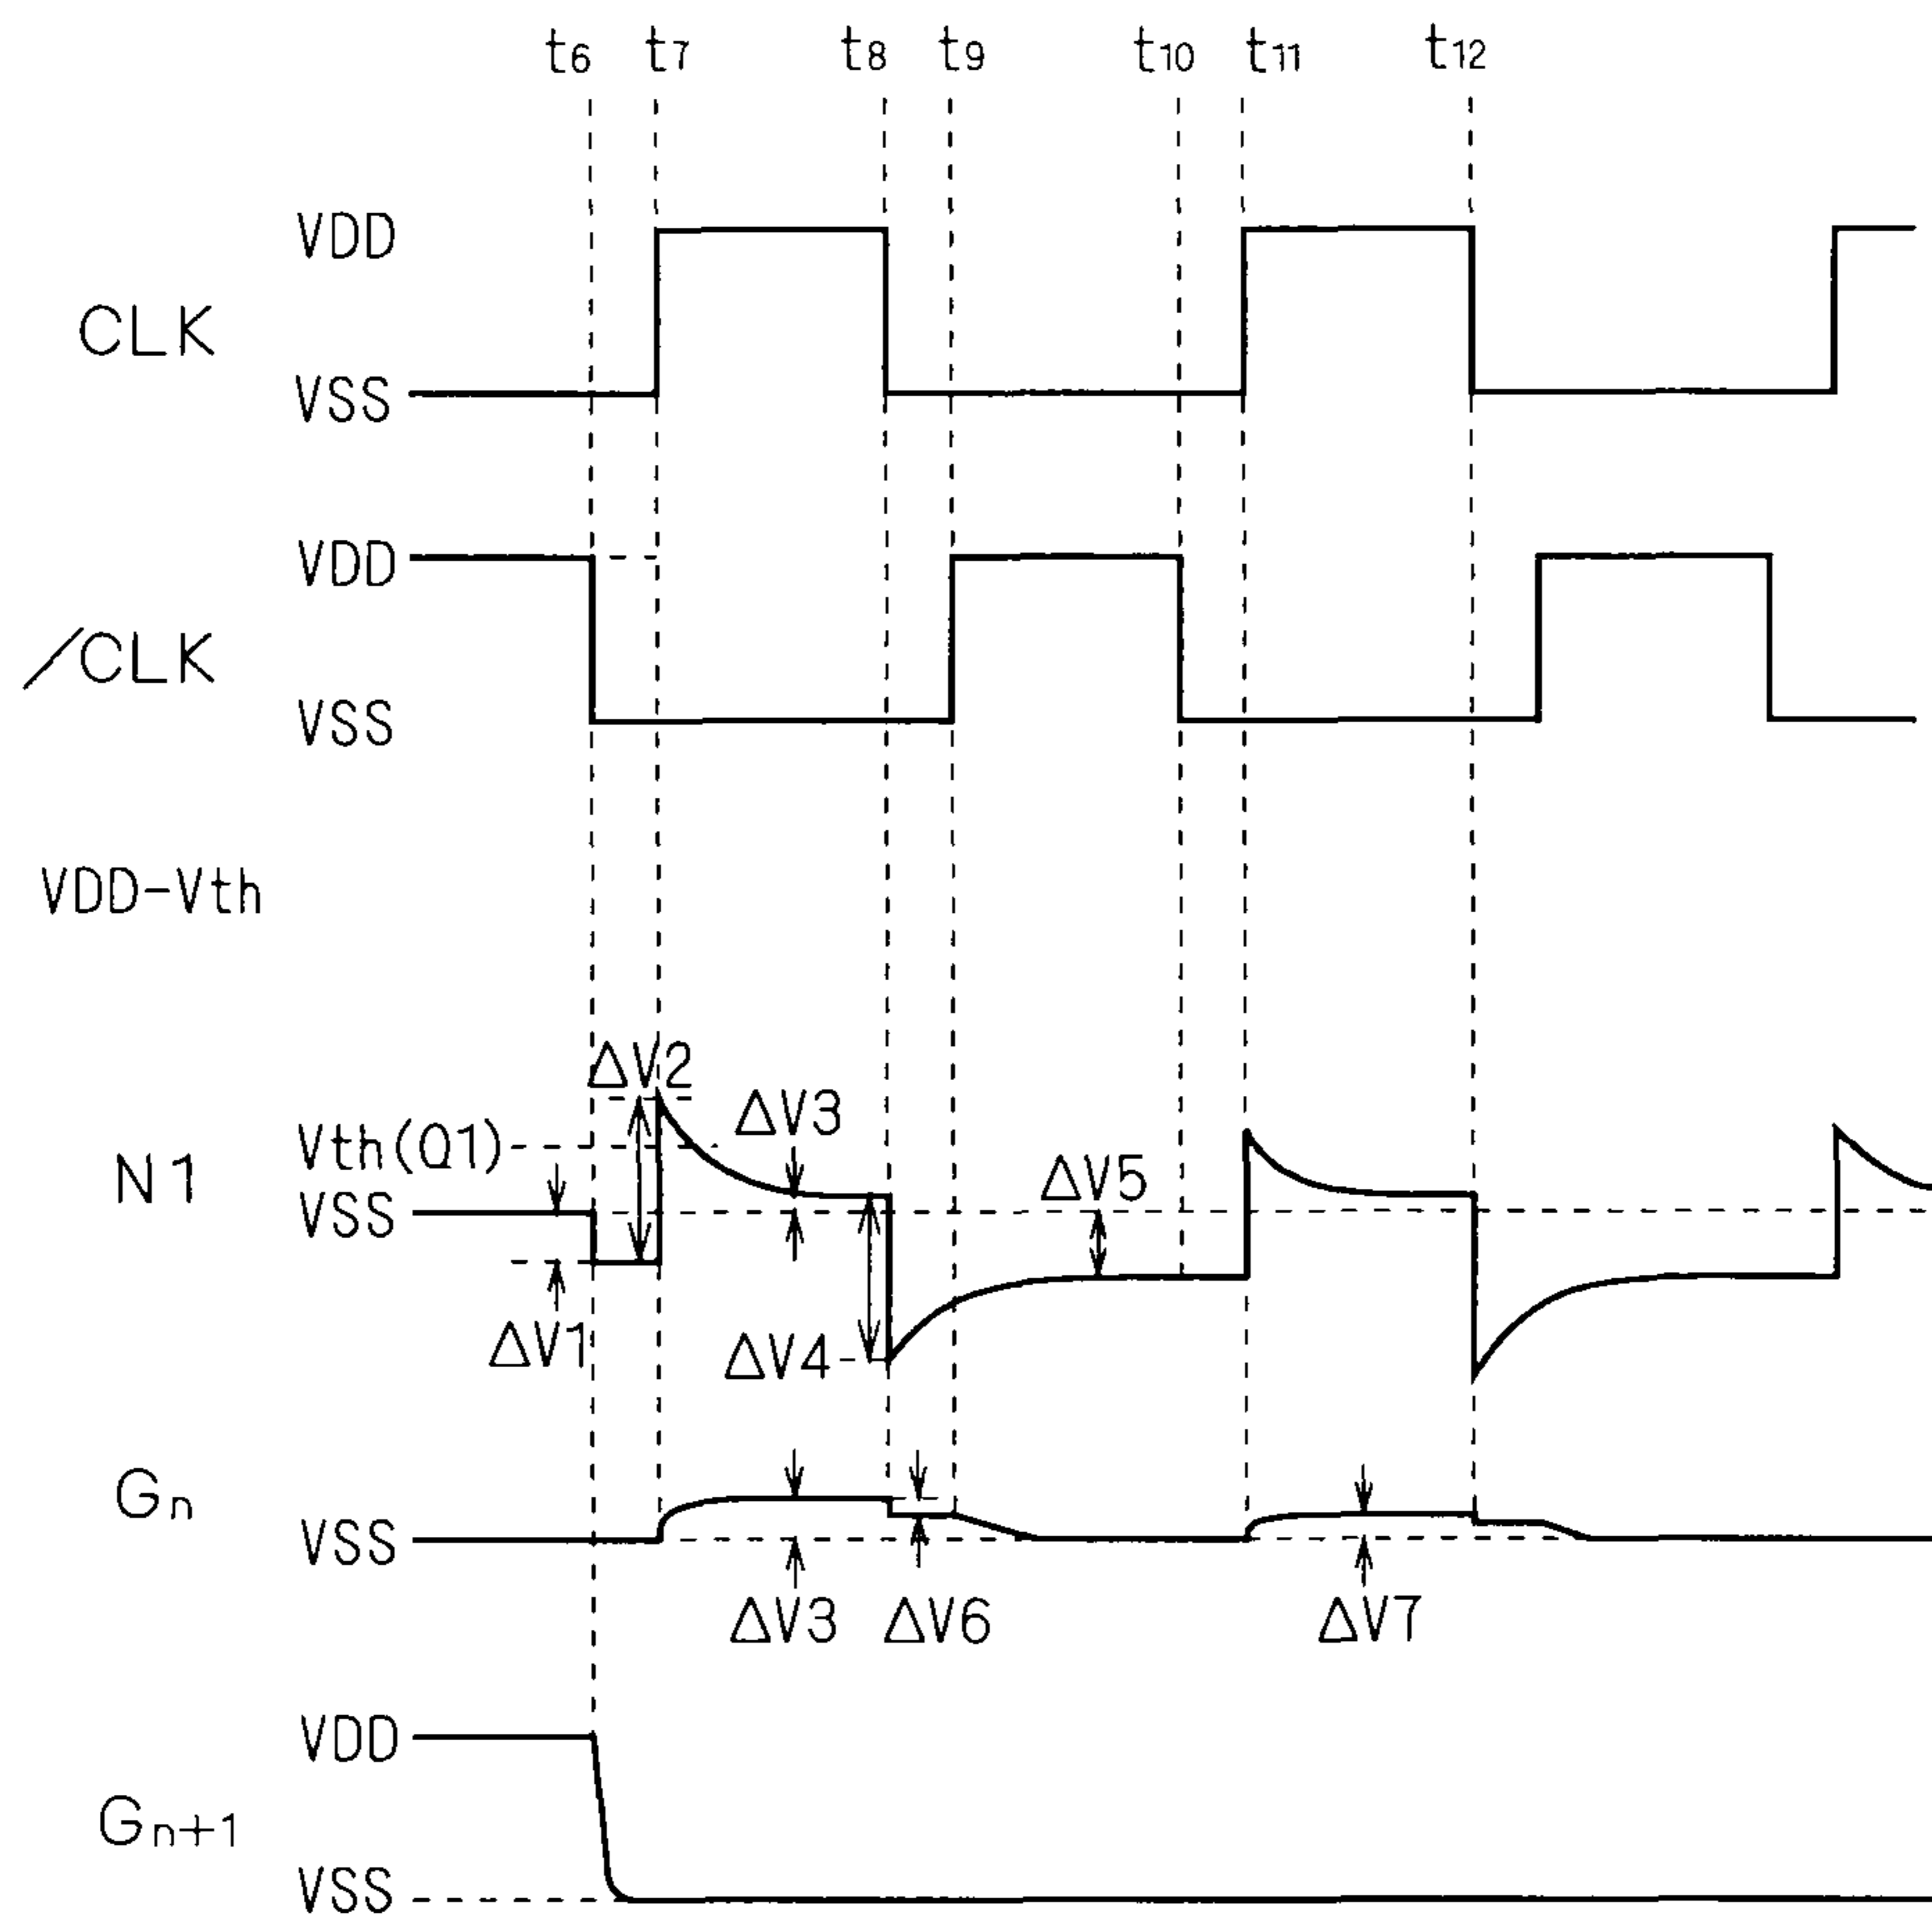 t6 t7 t8 t9 t10 t11 t12
VDD
CLK
VSS
VDD
/CLK
VSS
VDD-Vth
ΔV2
ΔV3
Vth(Q1)
N1
ΔV5
VSS
ΔV1
ΔV4
Gn
VSS
ΔV3 ΔV6 ΔV7
VDD
Gn+1
VSS